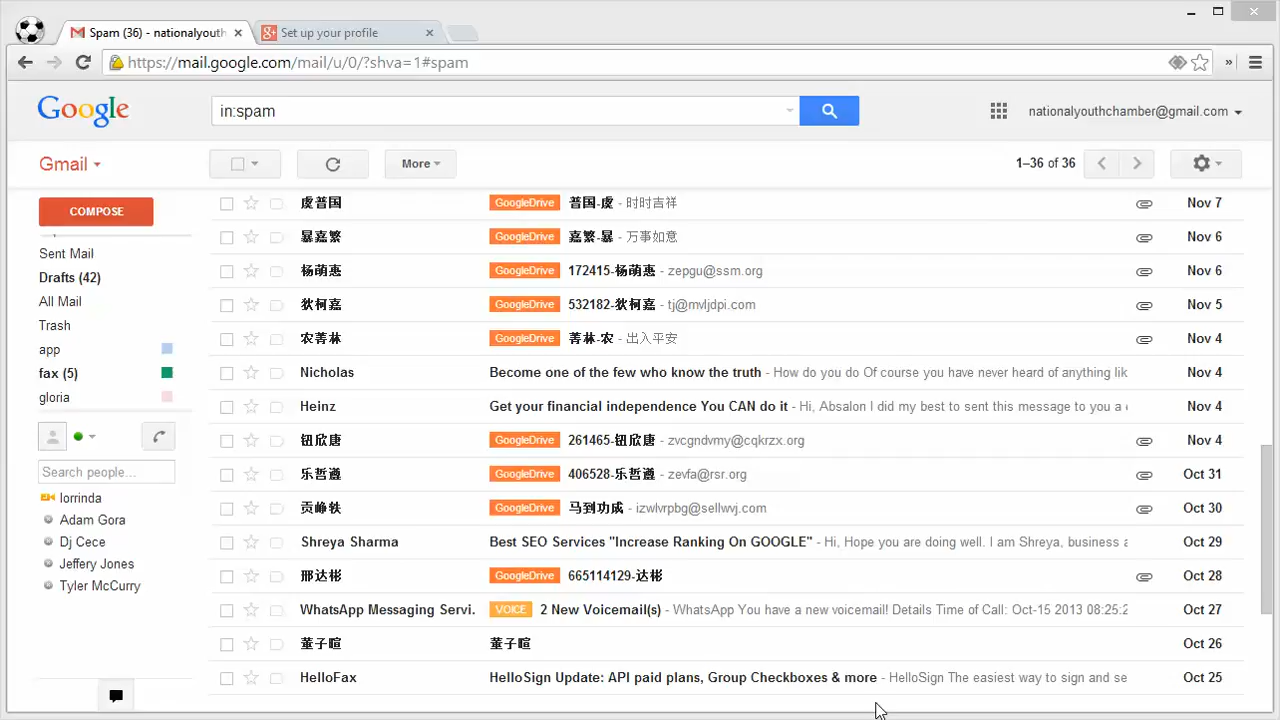 Spam (36) - nationalyouth
Set up your profile
https://mail.google.com/mail/u/0/?shva=1#spam
Google
in:spam
nationalyouthchamber@gmail.com
Gmail
More
1–36 of 36
COMPOSE
Sent Mail
Drafts (42)
All Mail
Trash
app
fax (5)
gloria
Search people...
lorrinda
Adam Gora
Dj Cece
Jeffery Jones
Tyler McCurry
虔普国 GoogleDrive 普国-虔 - 时时吉祥 Nov 7
暴嘉繁 GoogleDrive 嘉繁-暴 - 万事如意 Nov 6
杨萌惠 GoogleDrive 172415-杨萌惠 - zepgu@ssm.org Nov 6
狄柯嘉 GoogleDrive 532182-狄柯嘉 - tj@mvljdpi.com Nov 5
农菁林 GoogleDrive 菁林-农 - 出入平安 Nov 4
Nicholas Become one of the few who know the truth - How do you do Of course you have never heard of anything lik Nov 4
Heinz Get your financial independence You CAN do it - Hi, Absalon I did my best to sent this message to you a Nov 4
钮欣唐 GoogleDrive 261465-钮欣唐 - zvcgndvmy@cqkrzx.org Nov 4
乐哲遵 GoogleDrive 406528-乐哲遵 - zevfa@rsr.org Oct 31
贡峰轶 GoogleDrive 马到功成 - izwlvrpbg@sellwvj.com Oct 30
Shreya Sharma Best SEO Services "Increase Ranking On GOOGLE" - Hi, Hope you are doing well. I am Shreya, business Oct 29
邢达彬 GoogleDrive 665114129-达彬 Oct 28
WhatsApp Messaging Servi. VOICE 2 New Voicemail(s) - WhatsApp You have a new voicemail! Details Time of Call: Oct-15 2013 08:25:2 Oct 27
董子暄 董子暄 Oct 26
HelloFax HelloSign Update: API paid plans, Group Checkboxes & more - HelloSign The easiest way to sign and se Oct 25